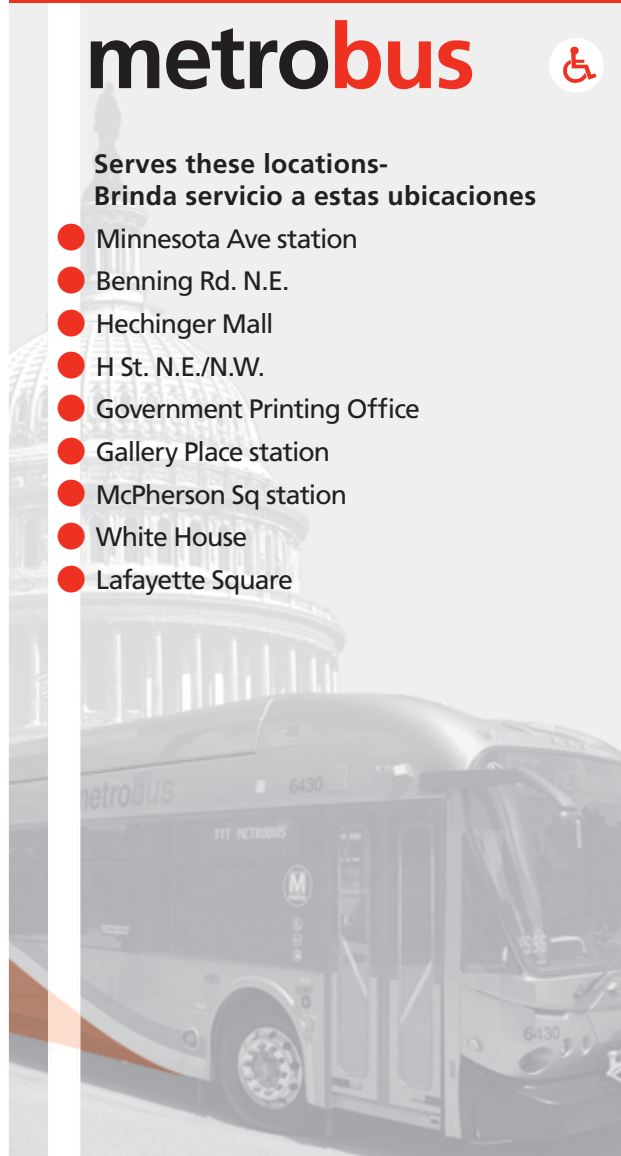 metrobus
Serves these locations-
Brinda servicio a estas ubicaciones
Minnesota Ave station
Benning Rd. N.E.
Hechinger Mall
H St. N.E./N.W.
Government Printing Office
Gallery Place station
McPherson Sq station
White House
Lafayette Square
metrobus
6430
TTT METROBUS
M
6430